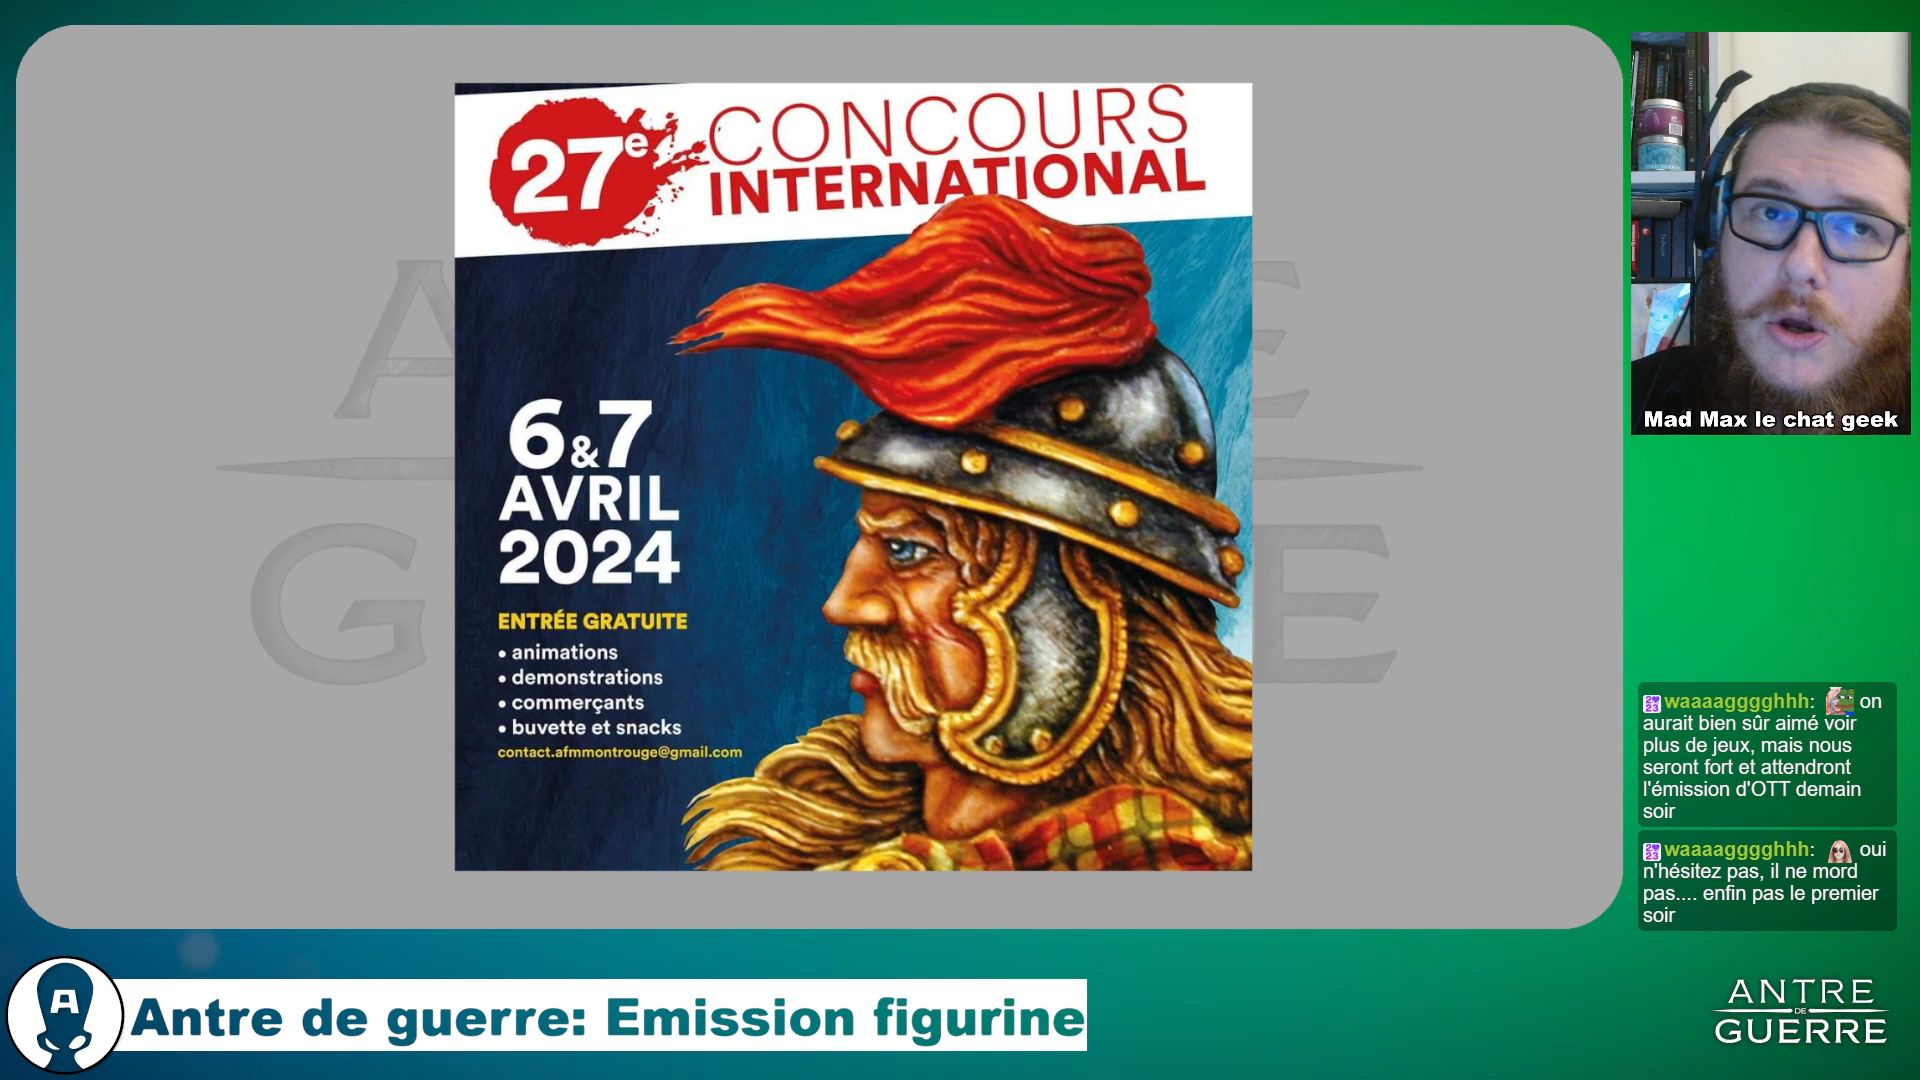 27e
CONCOURS
INTERNATIONAL
6&7
AVRIL
2024
ENTRÉE GRATUITE
• animations
• demonstrations
• commerçants
• buvette et snacks
contact.afmmontrouge@gmail.com
Mad Max le chat geek
waaaagggghhh: on
aurait bien sûr aimé voir
plus de jeux, mais nous
seront fort et attendront
l'émission d'OTT demain
soir
waaaagggghhh: oui
n'hésitez pas, il ne mord
pas.... enfin pas le premier
soir
A
Antre de guerre: Emission figurine
ANTRE
DE
GUERRE